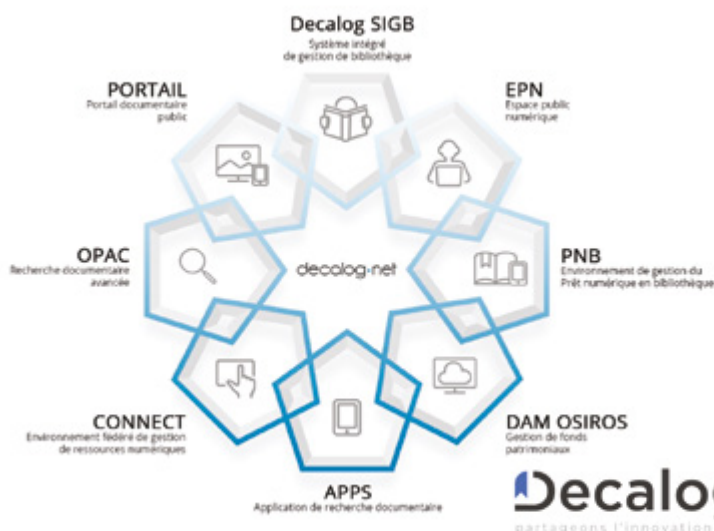 Decalog SIGB
Système intégré
de gestion de bibliothèque
PORTAIL
Portail documentaire
public
EPN
Espace public
numérique
OPAC
Recherche documentaire
avancée
decalog·net
PNB
Environnement de gestion du
Prêt numérique en bibliothèque
CONNECT
Environnement fédéré de gestion
de ressources numériques
DAM OSIROS
Gestion de fonds
patrimoniaux
APPS
Application de recherche documentaire
Decalo
partageons l'innovation